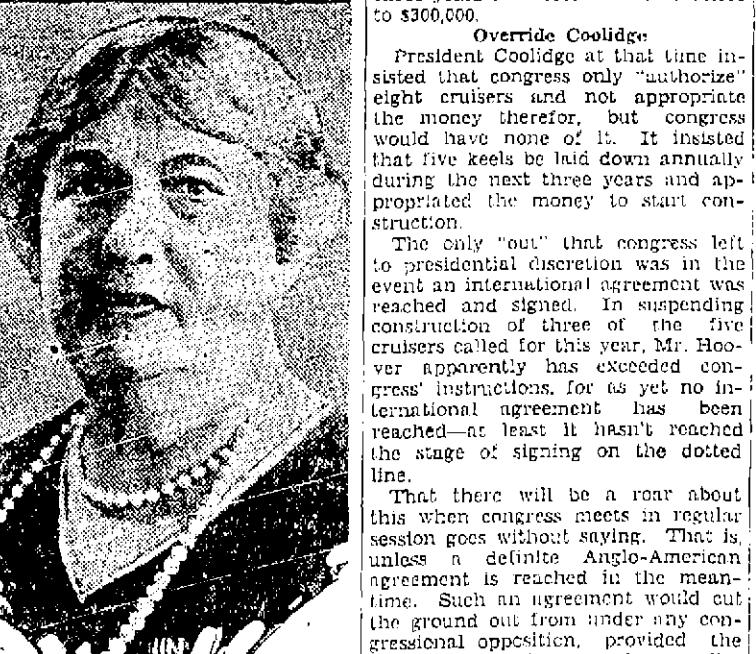 to $300,000.
Override Coolidge
President Coolidge at that time in-
sisted that congress only "authorize"
eight cruisers and not appropriate
the money therefor, but congress
would have none of it. It insisted
that five keels be laid down annually
during the next three years and ap-
propriated the money to start con-
struction.
The only "out" that congress left
to presidential discretion was in the
event an international agreement was
reached and signed. In suspending
construction of three of the five
cruisers called for this year, Mr. Hoo-
ver apparently has exceeded con-
gress' instructions, for as yet no in-
ternational agreement has been
reached—at least it hasn't reached
the stage of signing on the dotted
line.
That there will be a roar about
this when congress meets in regular
session goes without saying. That is,
unless a definite Anglo-American
agreement is reached in the mean-
time. Such an agreement would cut
the ground out from under any con-
gressional opposition, provided the